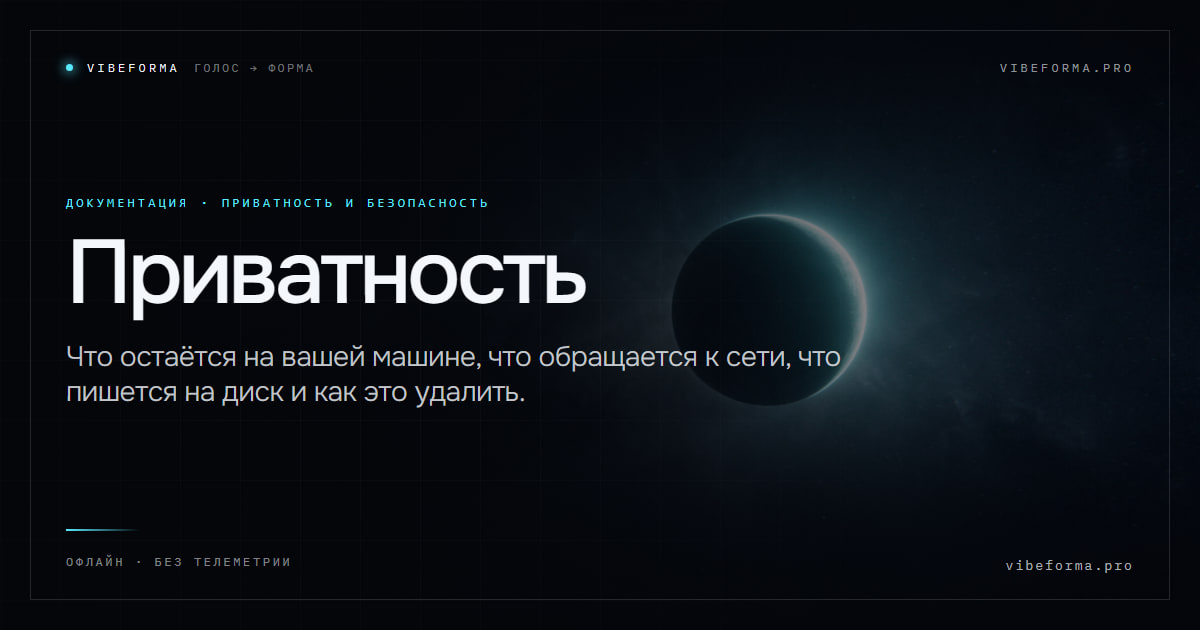 VIBEFORMA ГОЛОС → ФОРМА
VIBEFORMA.PRO
ДОКУМЕНТАЦИЯ · ПРИВАТНОСТЬ И БЕЗОПАСНОСТЬ
Приватность
Что остаётся на вашей машине, что обращается к сети, что
пишется на диск и как это удалить.
ОФЛАЙН · БЕЗ ТЕЛЕМЕТРИИ
vibeforma.pro